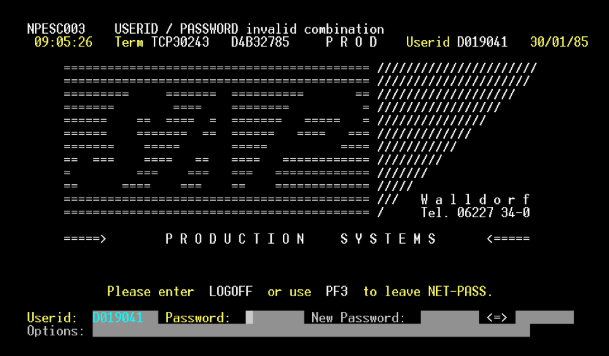 NPESC003 USERID / PASSWORD invalid combination
09:05:26 Term TCP30243 D4B32785 P R O D Userid D019041 30/01/85
W a l l d o r f
Tel. 06227 34-0
=====> P R O D U C T I O N S Y S T E M S <=====
Please enter LOGOFF or use PF3 to leave NET-PASS.
Userid: D019041 Password: New Password: <=>
Options: